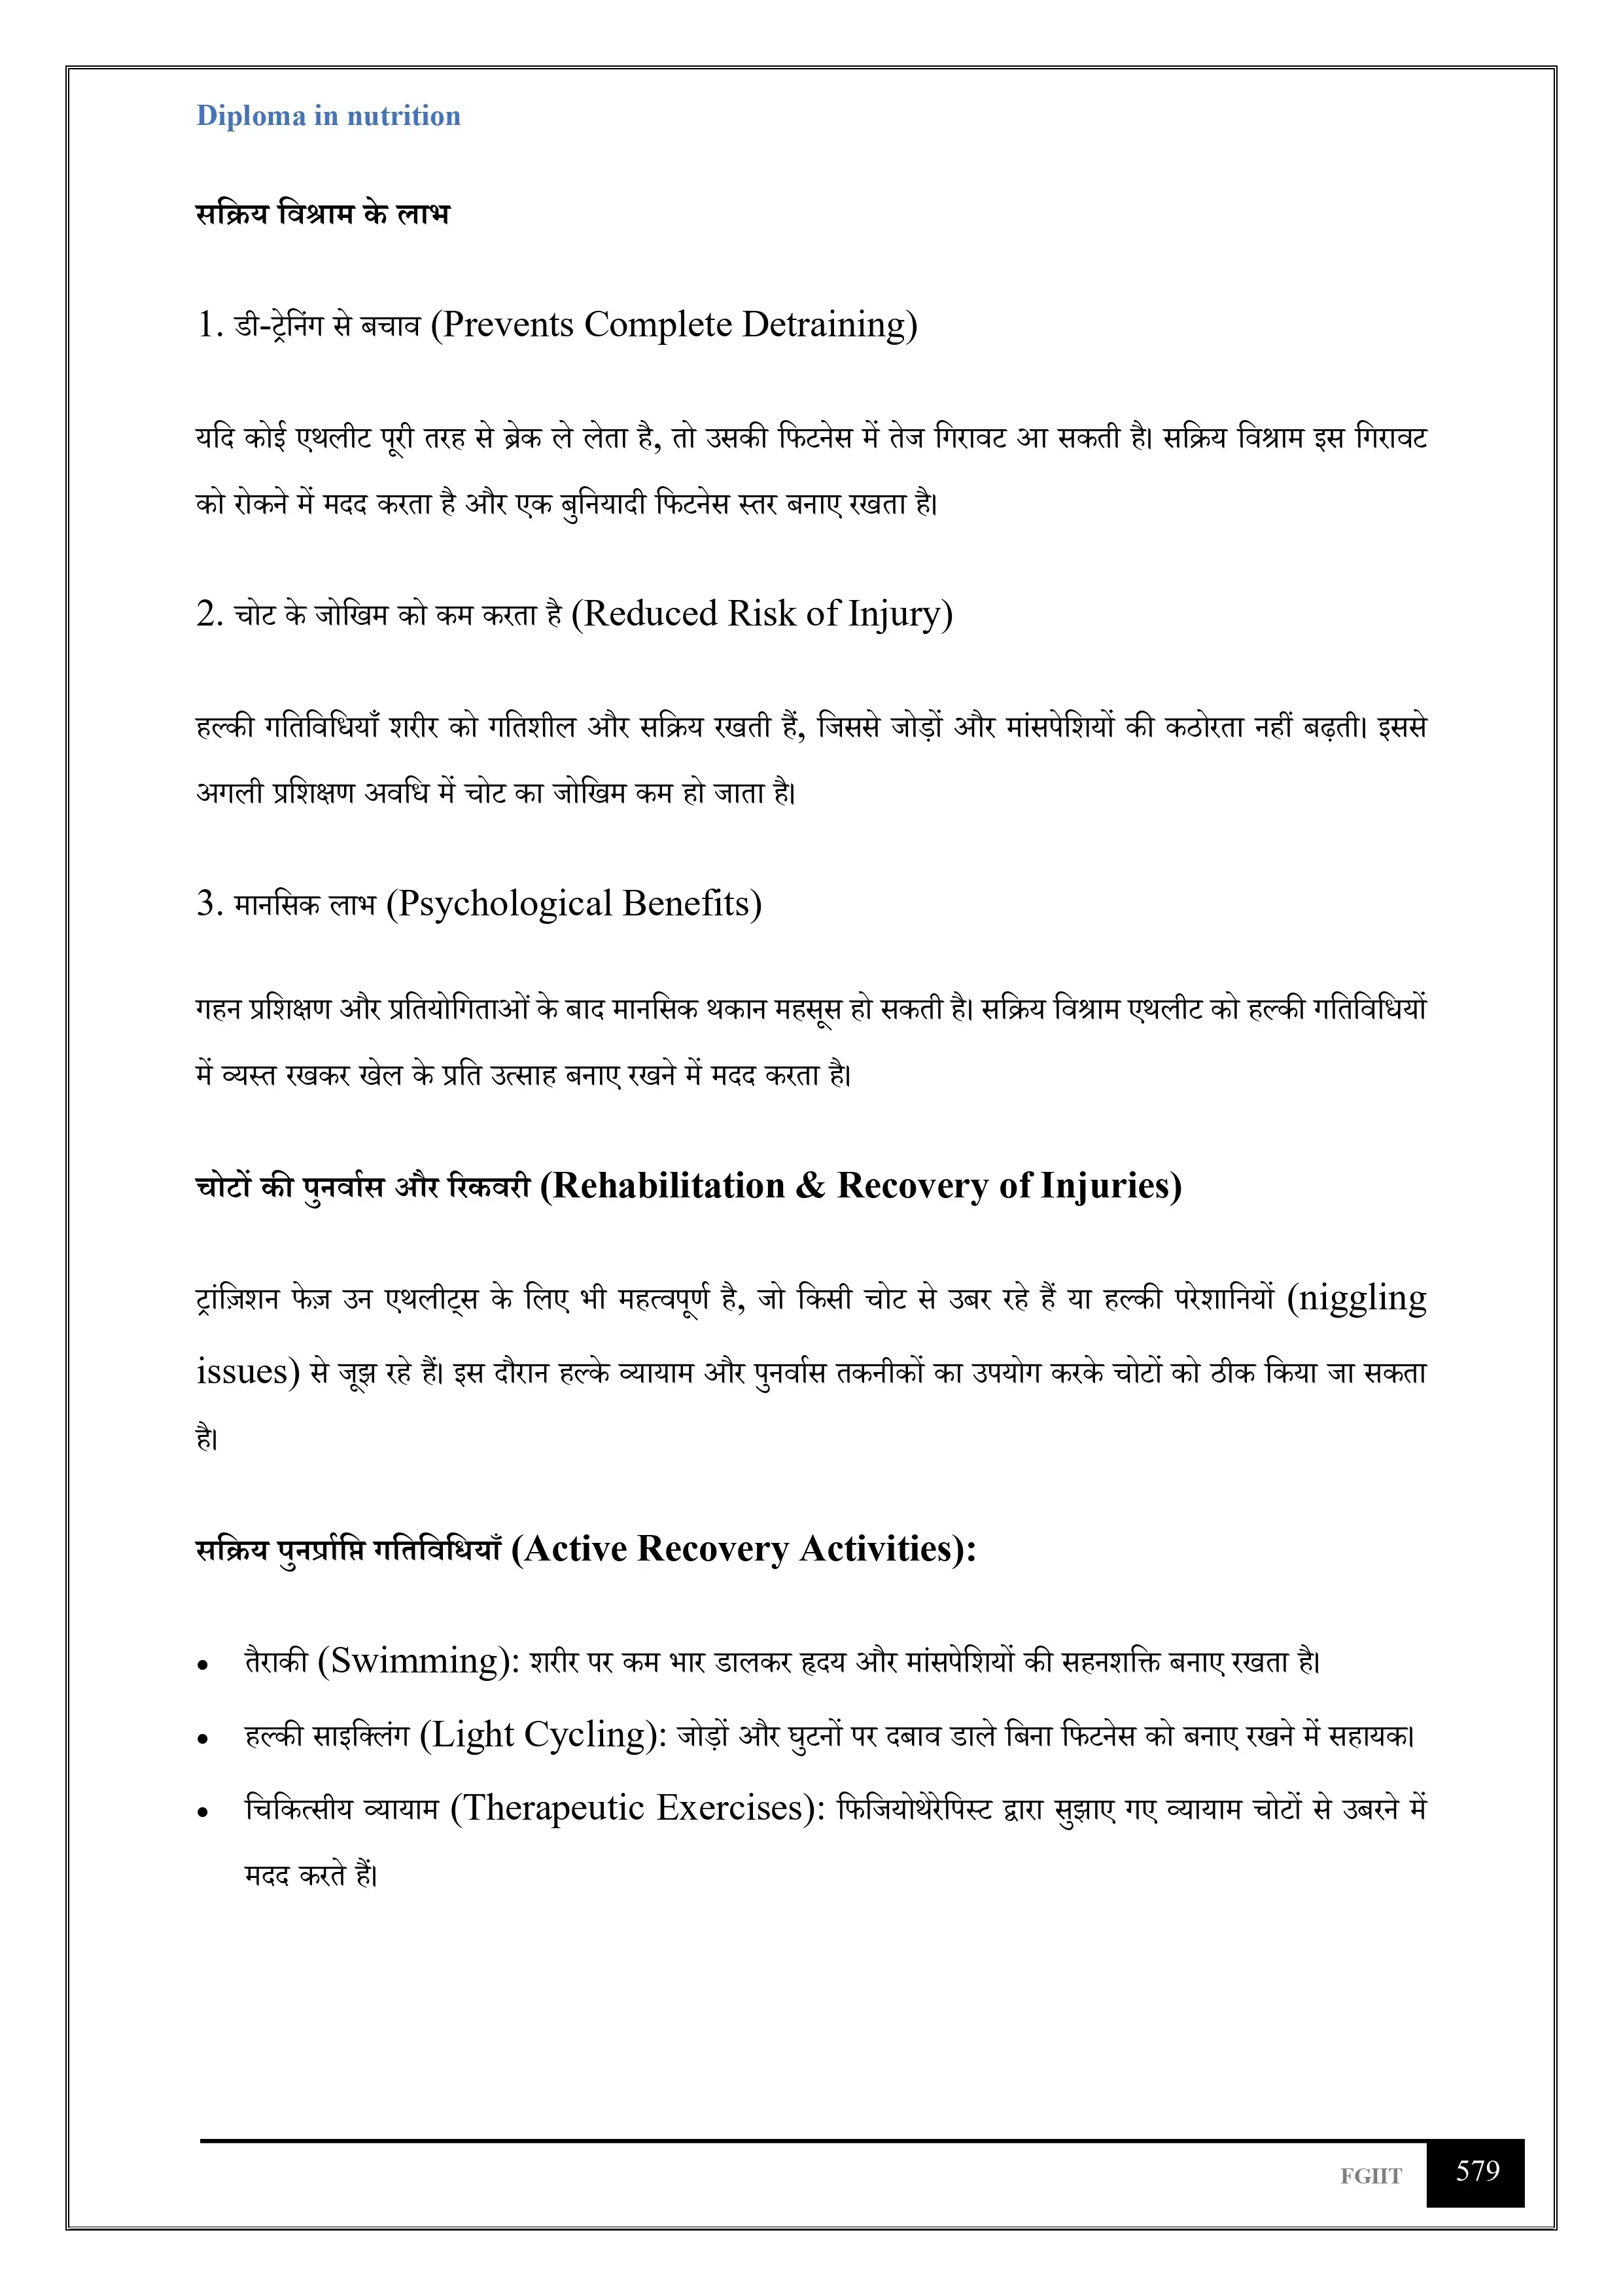 Diploma in nutrition
सक्रिय विश्राम के लाभ
1. डी-ट्रेनिंग से बचाव (Prevents Complete Detraining)
यदि कोई एथलीट पूरी तरह से ब्रेक ले लेता है, तो उसकी फिटनेस में तेज गिरावट आ सकती है। सक्रिय विश्राम इस गिरावट
को रोकने में मदद करता है और एक बुनियादी फिटनेस स्तर बनाए रखता है।
2. चोट के जोखिम को कम करता है (Reduced Risk of Injury)
हल्की गतिविधियाँ शरीर को गतिशील और सक्रिय रखती हैं, जिससे जोड़ों और मांसपेशियों की कठोरता नहीं बढ़ती। इससे
अगली प्रशिक्षण अवधि में चोट का जोखिम कम हो जाता है।
3. मानसिक लाभ (Psychological Benefits)
गहन प्रशिक्षण और प्रतियोगिताओं के बाद मानसिक थकान महसूस हो सकती है। सक्रिय विश्राम एथलीट को हल्की गतिविधियों
में व्यस्त रखकर खेल के प्रति उत्साह बनाए रखने में मदद करता है।
चोटों की पुनर्वास और रिकवरी (Rehabilitation & Recovery of Injuries)
ट्रांज़िशन फेज़ उन एथलीट्स के लिए भी महत्वपूर्ण है, जो किसी चोट से उबर रहे हैं या हल्की परेशानियों (niggling
issues) से जूझ रहे हैं। इस दौरान हल्के व्यायाम और पुनर्वास तकनीकों का उपयोग करके चोटों को ठीक किया जा सकता
है।
सक्रिय पुनर्प्राप्ति गतिविधियाँ (Active Recovery Activities):
• तैराकी (Swimming): शरीर पर कम भार डालकर हृदय और मांसपेशियों की सहनशक्ति बनाए रखता है।
• हल्की साइक्लिंग (Light Cycling): जोड़ों और घुटनों पर दबाव डाले बिना फिटनेस को बनाए रखने में सहायक।
• चिकित्सीय व्यायाम (Therapeutic Exercises): फिजियोथेरेपिस्ट द्वारा सुझाए गए व्यायाम चोटों से उबरने में
मदद करते हैं।
FGIIT 579